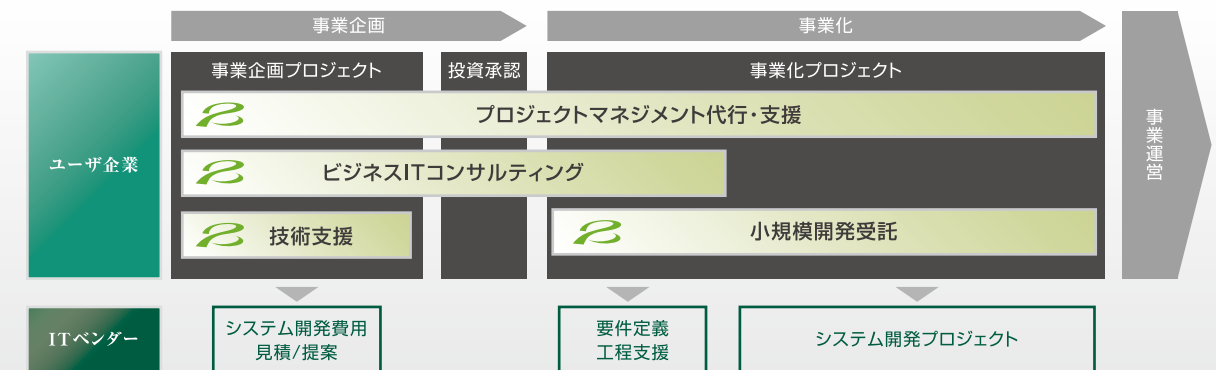 事業企画
事業化
事業運営
ユーザ企業
事業企画プロジェクト
投資承認
事業化プロジェクト
プロジェクトマネジメント代行・支援
ビジネスITコンサルティング
技術支援
小規模開発受託
ITベンダー
システム開発費用
見積/提案
要件定義
工程支援
システム開発プロジェクト